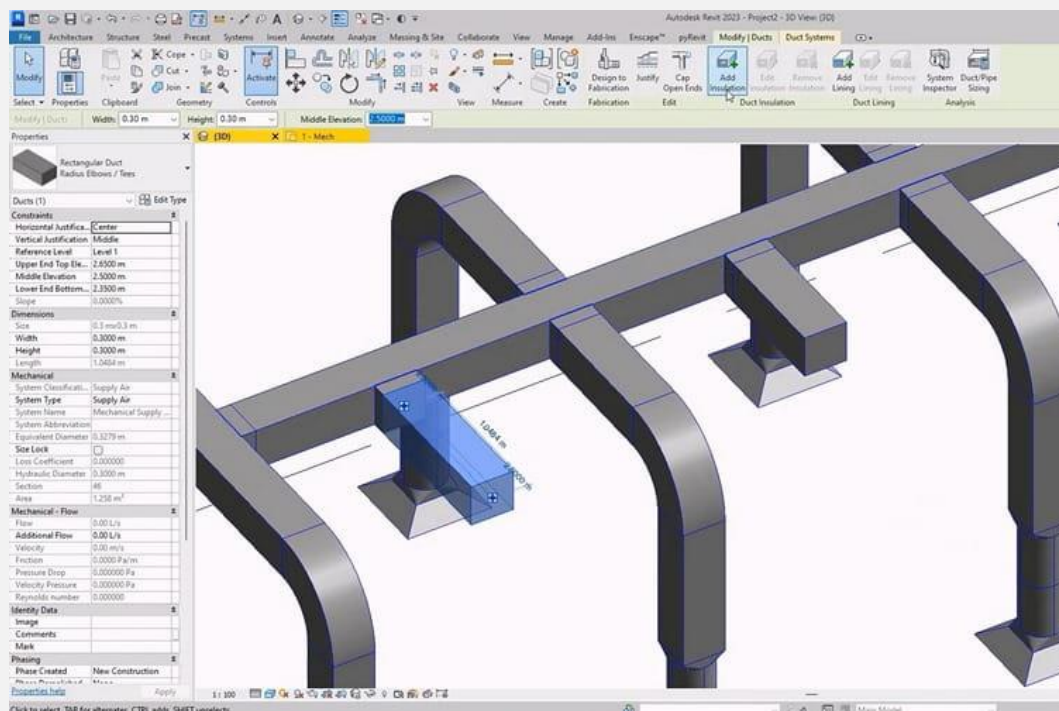 Autodesk Revit 2023 - Project2 - 3D View: {3D}
File Architecture Structure Steel Precast Systems Insert Annotate Analyze Massing & Site Collaborate View Manage Add-Ins Enscape™ pyRevit Modify | Ducts Duct Systems
Modify Paste Cope Cut Join Activate Design to Fabrication Justify Cap Open Ends Add Insulation Edit Insulation Remove Insulation Add Lining Edit Lining Remove Lining System Inspector Duct/Pipe Sizing
Select Properties Clipboard Geometry Controls Modify View Measure Create Fabrication Edit Duct Insulation Duct Lining Analysis
Modify | Ducts Width: 0.30 m Height: 0.30 m Middle Elevation: 2.5000 m
Properties {3D} 1 - Mech
Rectangular Duct
Radius Elbows / Tees
Ducts (1) Edit Type
Constraints
Horizontal Justifica... Center
Vertical Justification Middle
Reference Level Level 1
Upper End Top Ele... 2.6500 m
Middle Elevation 2.5000 m
Lower End Bottom... 2.3500 m
Slope 0.0000%
Dimensions
Size 0.3 mx0.3 m
Width 0.3000 m
Height 0.3000 m
Length 1.0484 m
Mechanical
System Classificati... Supply Air
System Type Supply Air
System Name Mechanical Supply ...
System Abbreviation
Equivalent Diameter 0.3279 m
Size Lock
Loss Coefficient 0.000000
Hydraulic Diameter 0.3000 m
Section 46
Area 1.258 m²
Mechanical - Flow
Flow 0.00 L/s
Additional Flow 0.00 L/s
Velocity 0.00 m/s
Friction 0.0000 Pa/m
Pressure Drop 0.000000 Pa
Velocity Pressure 0.000000 Pa
Reynolds number 0.000000
Identity Data
Image
Comments
Mark
Phasing
Phase Created New Construction
Phase Demolished None
Properties help Apply
1.0484 m
1 : 100
Click to select, TAB for alternates, CTRL adds, SHIFT unselects.
Main Model